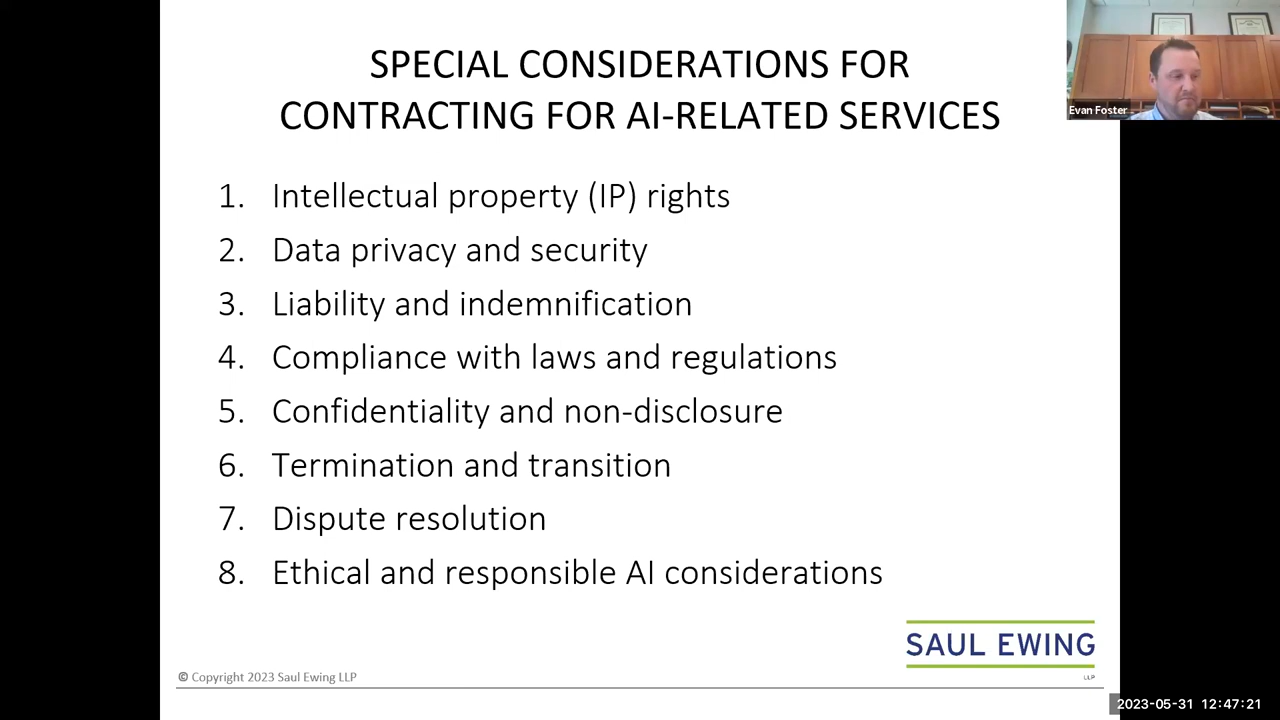 SPECIAL CONSIDERATIONS FOR
CONTRACTING FOR AI-RELATED SERVICES
Evan Foster
1. Intellectual property (IP) rights
2. Data privacy and security
3. Liability and indemnification
4. Compliance with laws and regulations
5. Confidentiality and non-disclosure
6. Termination and transition
7. Dispute resolution
8. Ethical and responsible AI considerations
SAUL EWING
LLP
© Copyright 2023 Saul Ewing LLP
2023-05-31 12:47:21